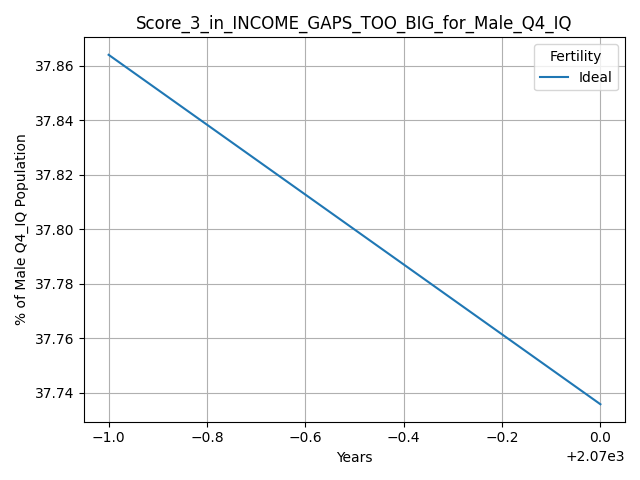 Score_3_in_INCOME_GAPS_TOO_BIG_for_Male_Q4_IQ
Fertility
Ideal
% of Male Q4_IQ Population
37.86
37.84
37.82
37.80
37.78
37.76
37.74
−1.0 −0.8 −0.6 −0.4 −0.2 0.0
+2.07e3
Years